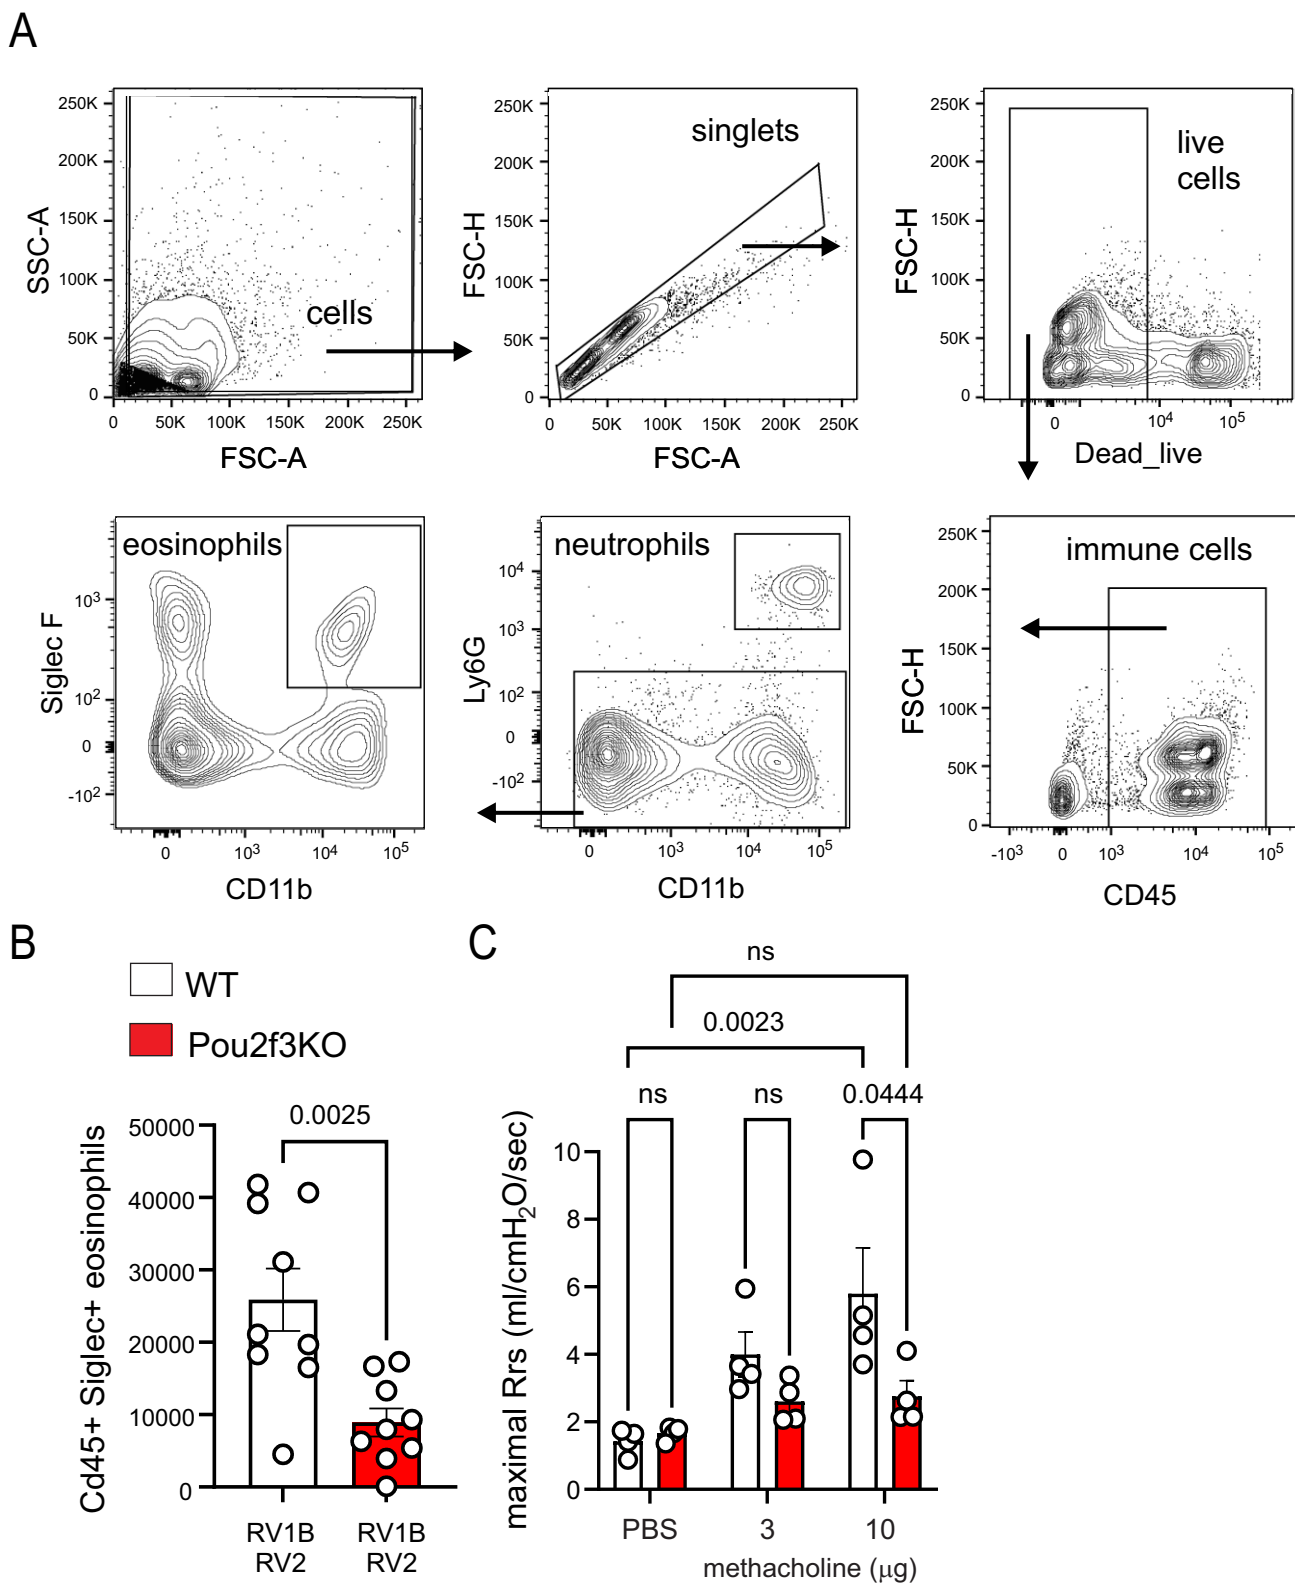 A
250K
200K
150K
100K
50K
0
SSC-A
cells
0 50K 100K 150K 200K 250K
FSC-A
250K
200K
150K
100K
50K
0
FSC-H
singlets
0 50K 100K 150K 200K 250K
FSC-A
250K
200K
150K
100K
50K
0
FSC-H
live
cells
0 10⁴ 10⁵
Dead_live
eosinophils
10³
10²
0
-10²
Siglec F
0 10³ 10⁴ 10⁵
CD11b
neutrophils
10⁴
10³
10²
0
-10²
Ly6G
0 10³ 10⁴ 10⁵
CD11b
immune cells
250K
200K
150K
100K
50K
0
FSC-H
-10³ 0 10³ 10⁴ 10⁵
CD45
B
WT
Pou2f3KO
0.0025
50000
40000
30000
20000
10000
0
Cd45+ Siglec+ eosinophils
RV1B RV1B
RV2 RV2
C
ns
0.0023
ns ns 0.0444
10
8
6
4
2
0
maximal Rrs (ml/cmH₂O/sec)
PBS 3 10
methacholine (µg)